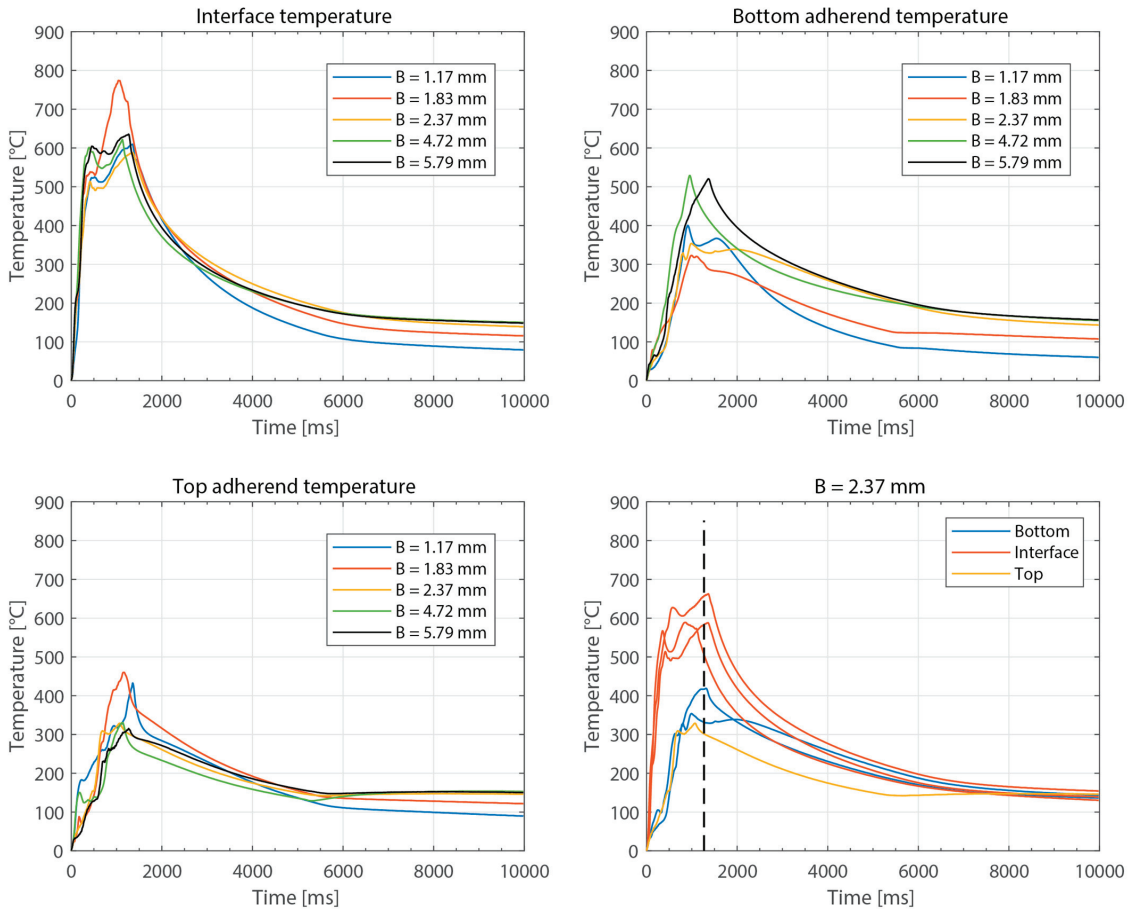 Interface temperature
900
800
700
600
500
400
300
200
100
0
Temperature [°C]
B = 1.17 mm
B = 1.83 mm
B = 2.37 mm
B = 4.72 mm
B = 5.79 mm
0 2000 4000 6000 8000 10000
Time [ms]
Bottom adherend temperature
900
800
700
600
500
400
300
200
100
0
Temperature [°C]
B = 1.17 mm
B = 1.83 mm
B = 2.37 mm
B = 4.72 mm
B = 5.79 mm
0 2000 4000 6000 8000 10000
Time [ms]
Top adherend temperature
900
800
700
600
500
400
300
200
100
0
Temperature [°C]
B = 1.17 mm
B = 1.83 mm
B = 2.37 mm
B = 4.72 mm
B = 5.79 mm
0 2000 4000 6000 8000 10000
Time [ms]
B = 2.37 mm
900
800
700
600
500
400
300
200
100
0
Temperature [°C]
Bottom
Interface
Top
0 2000 4000 6000 8000 10000
Time [ms]